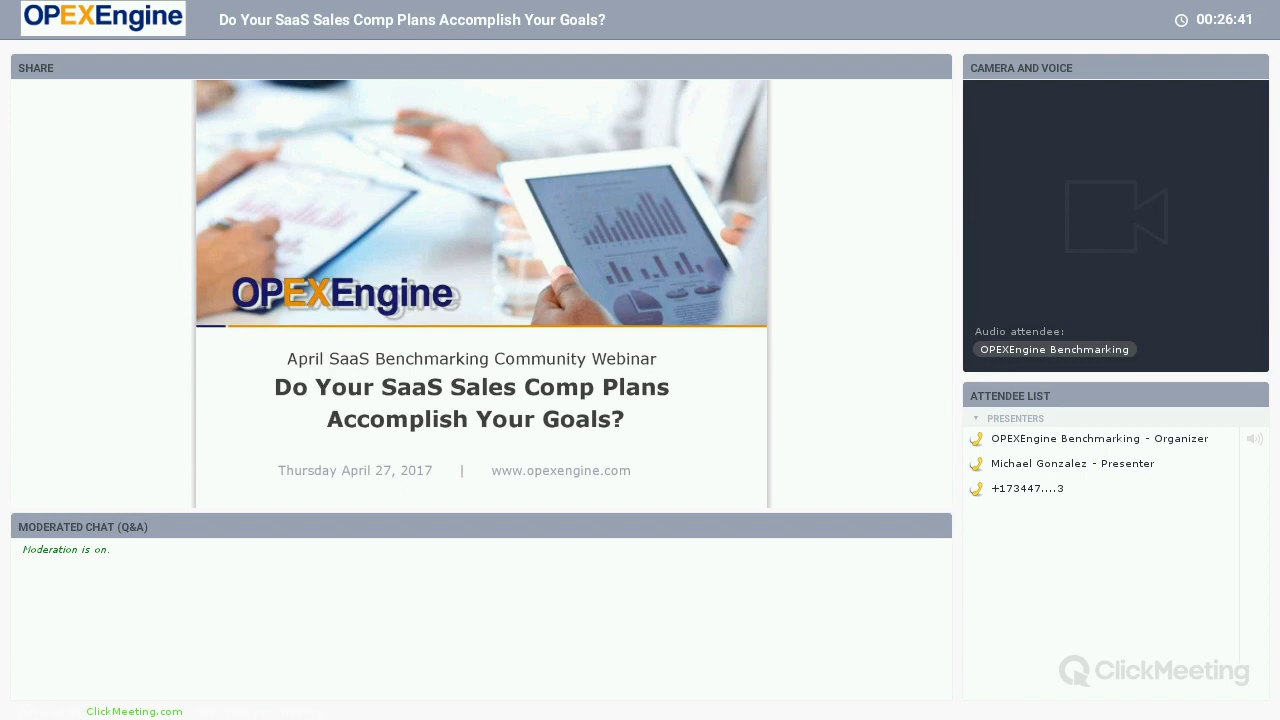 OPEXEngine
Do Your SaaS Sales Comp Plans Accomplish Your Goals?
00:26:41
SHARE
OPEXEngine
April SaaS Benchmarking Community Webinar
Do Your SaaS Sales Comp Plans
Accomplish Your Goals?
Thursday April 27, 2017 | www.opexengine.com
MODERATED CHAT (Q&A)
Moderation is on.
CAMERA AND VOICE
Audio attendee:
OPEXEngine Benchmarking
ATTENDEE LIST
PRESENTERS
OPEXEngine Benchmarking - Organizer
Michael Gonzalez - Presenter
+173447....3
ClickMeeting
ClickMeeting.com